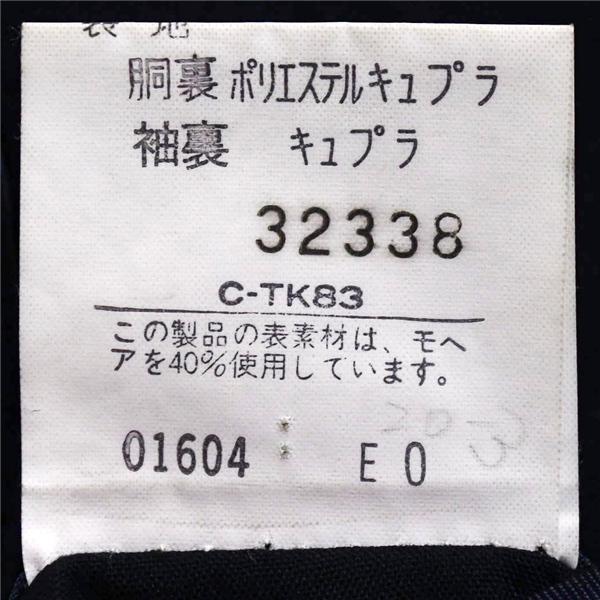 表地
胴裏 ポリエステルキュプラ
袖裏 キュプラ
32338
C-TK83
この製品の表素材は、モヘ
アを40%使用しています。
01604 E0